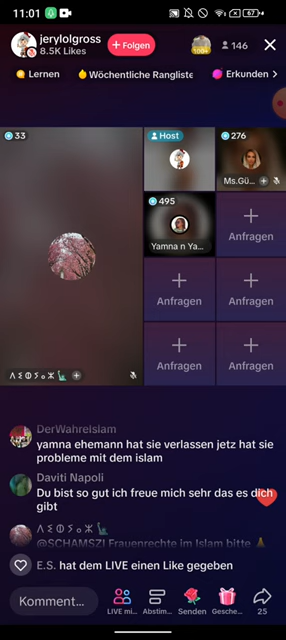 11:01
67
jerylolgross
8.5K Likes
+ Folgen
100+
146
Lernen
Wöchentliche Rangliste
Erkunden >
33
Host
276
Ms.Gü...
495
Yamna n Ya...
Anfragen
Anfragen
Anfragen
Anfragen
Anfragen
Anfragen
DerWahreIslam
yamna ehemann hat sie verlassen jetz hat sie
probleme mit dem islam
Daviti Napoli
Du bist so gut ich freue mich sehr das es dich
gibt
@SCHAMSZI Frauenrechte im Islam bitte
E.S. hat dem LIVE einen Like gegeben
Komment...
LIVE mi...
Abstim...
Senden
Gesche...
25